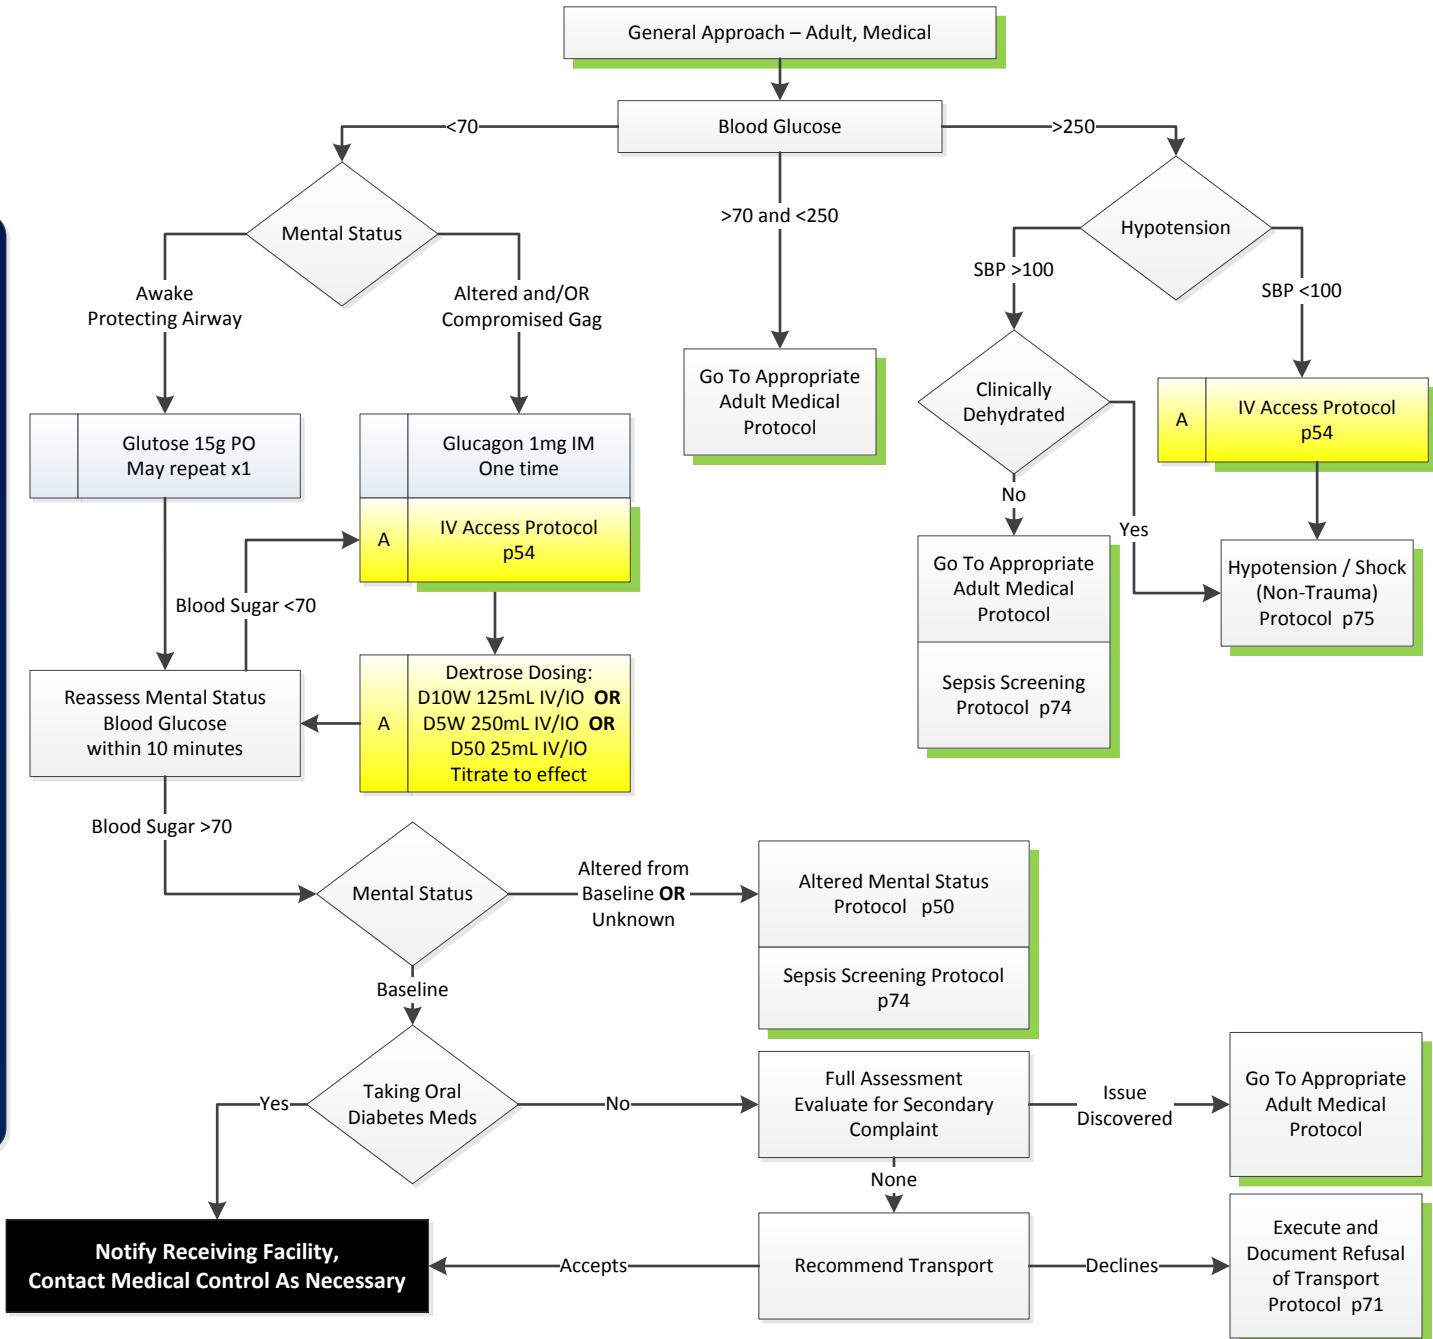 General Approach – Adult, Medical
Blood Glucose
<70
>250
>70 and <250
Mental Status
Hypotension
Awake
Protecting Airway
Altered and/OR
Compromised Gag
SBP >100
SBP <100
Go To Appropriate
Adult Medical
Protocol
Clinically
Dehydrated
A
IV Access Protocol
p54
Glutose 15g PO
May repeat x1
Glucagon 1mg IM
One time
A
IV Access Protocol
p54
No
Yes
Go To Appropriate
Adult Medical
Protocol
Sepsis Screening
Protocol p74
Hypotension / Shock
(Non-Trauma)
Protocol p75
Blood Sugar <70
Reassess Mental Status
Blood Glucose
within 10 minutes
A
Dextrose Dosing:
D10W 125mL IV/IO OR
D5W 250mL IV/IO OR
D50 25mL IV/IO
Titrate to effect
Blood Sugar >70
Mental Status
Altered from
Baseline OR
Unknown
Altered Mental Status
Protocol p50
Sepsis Screening Protocol
p74
Baseline
Taking Oral
Diabetes Meds
Yes
No
Full Assessment
Evaluate for Secondary
Complaint
Issue
Discovered
Go To Appropriate
Adult Medical
Protocol
None
Notify Receiving Facility,
Contact Medical Control As Necessary
Accepts
Recommend Transport
Declines
Execute and
Document Refusal
of Transport
Protocol p71